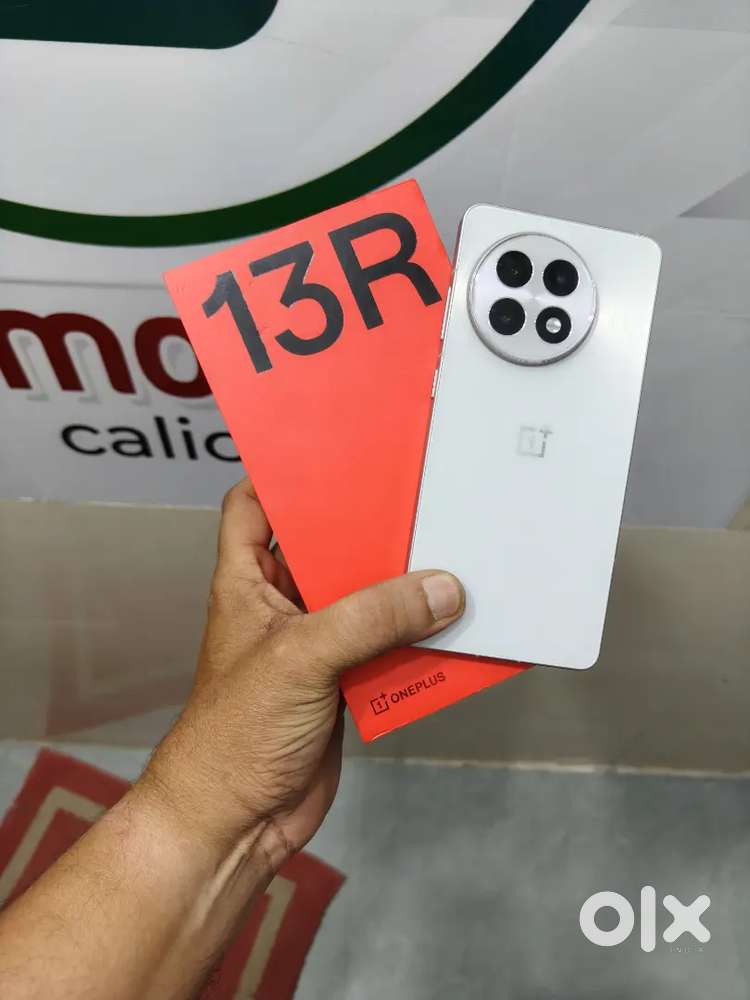 13R
mo
calic
ONEPLUS
olx